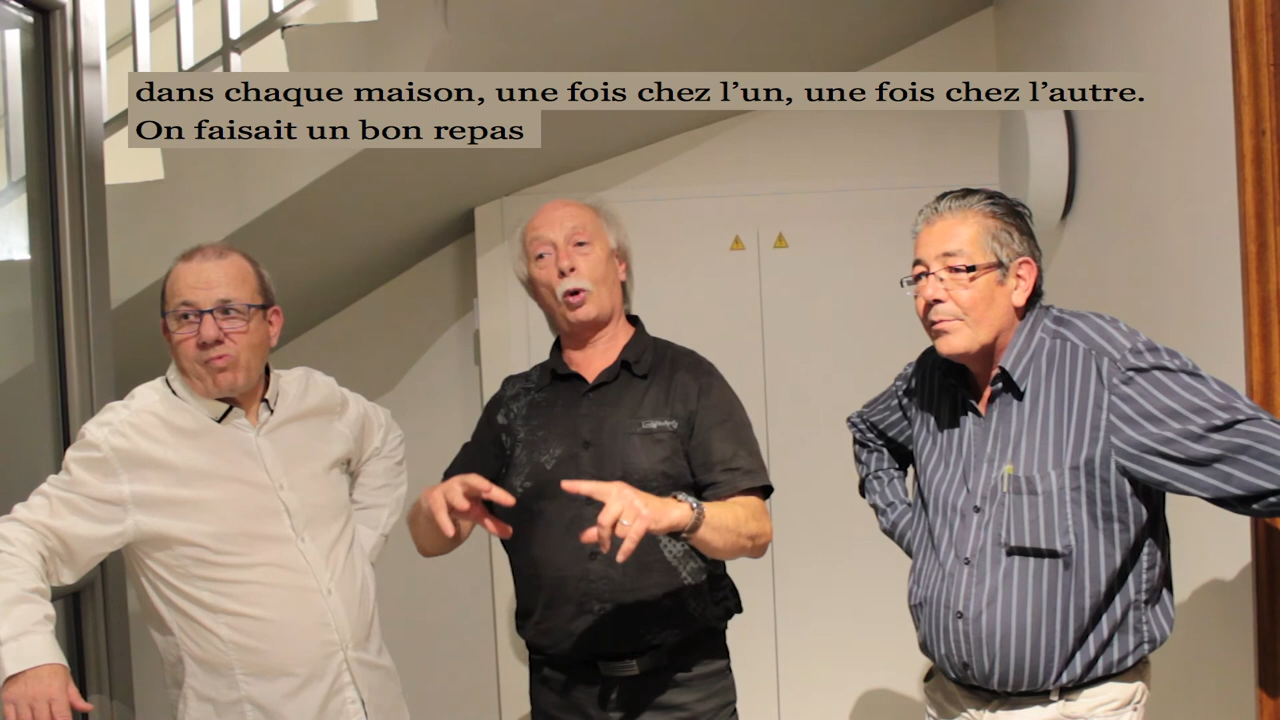 dans chaque maison, une fois chez l’un, une fois chez l’autre.
On faisait un bon repas